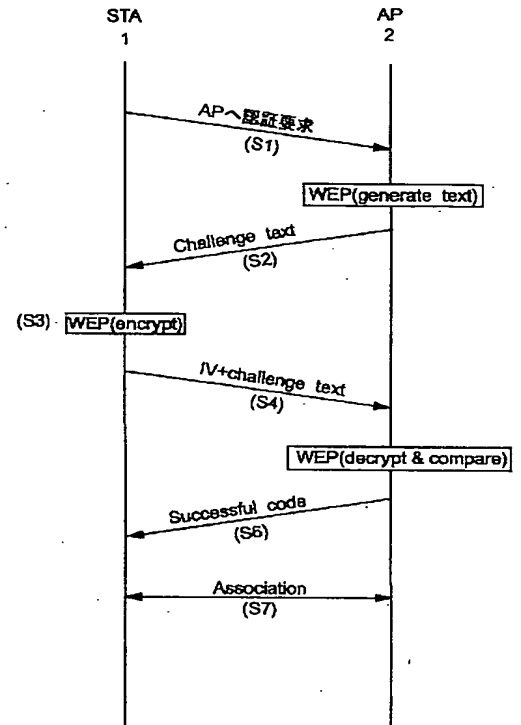 STA
1
AP
2
APへ認証要求
(S1)
WEP(generate text)
Challenge text
(S2)
(S3)
WEP(encrypt)
IV+challenge text
(S4)
WEP(decrypt & compare)
Successful code
(S6)
Association
(S7)